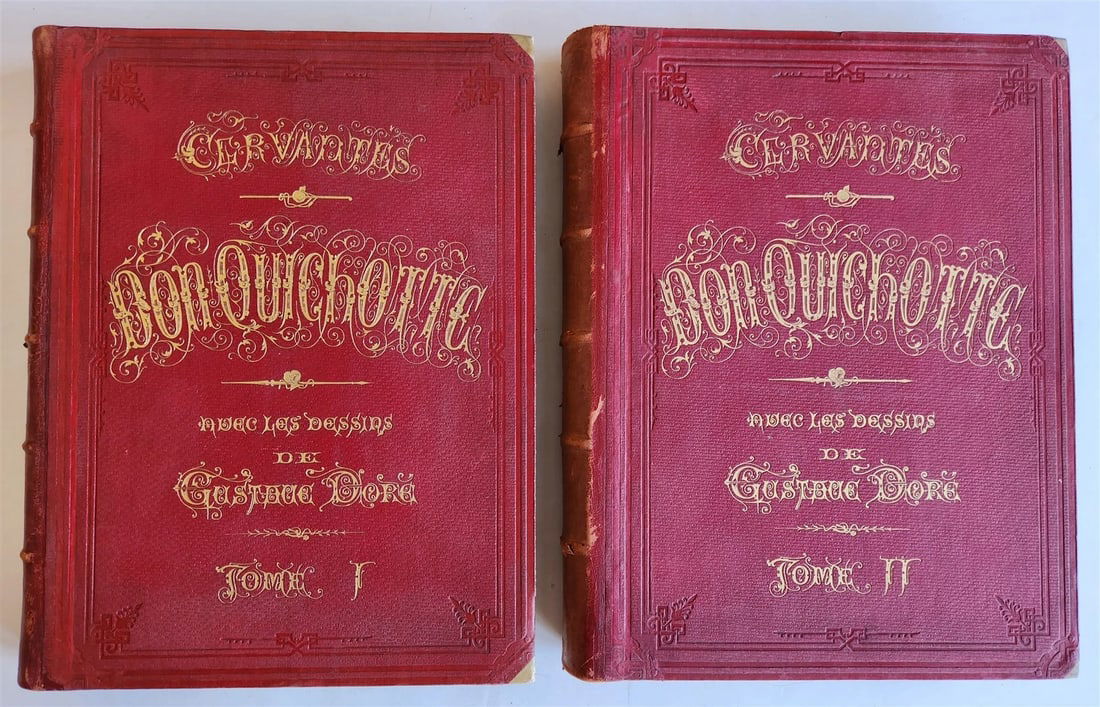 CERVANTES
DON QUICHOTTE
AVEC LES DESSINS
DE
GUSTAVE DORÉ
TOME I
CERVANTES
DON QUICHOTTE
AVEC LES DESSINS
DE
GUSTAVE DORÉ
TOME II